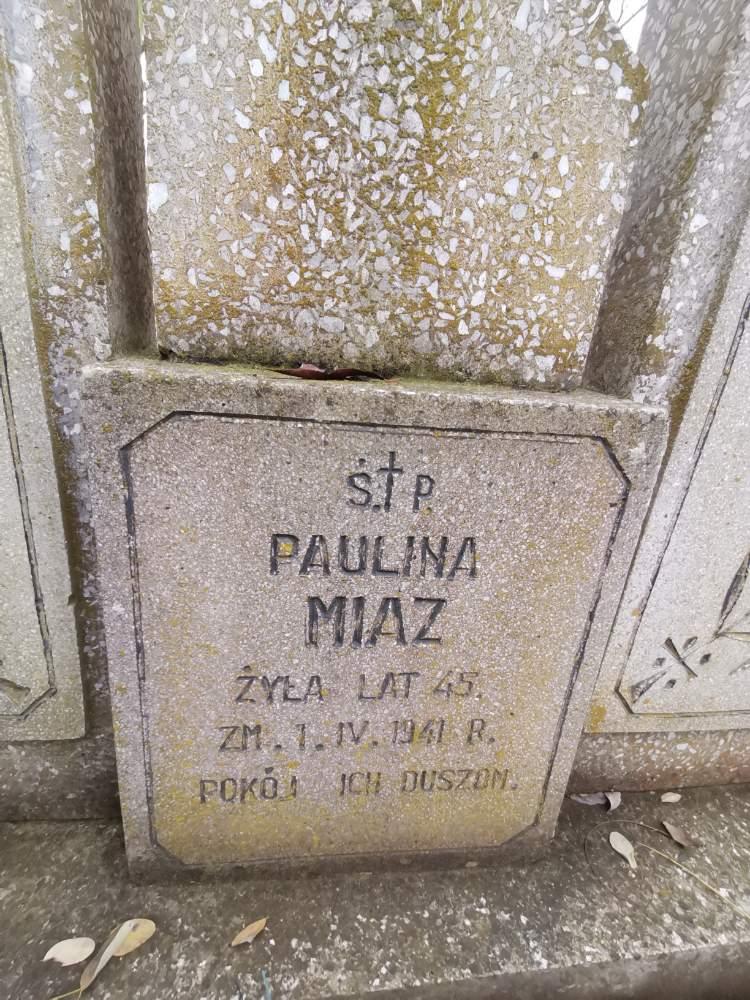 Ś.†P.
PAULINA
MIAZ
ŻYŁA LAT 45.
ZM. 1. IV. 1941 R.
POKÓJ ICH DUSZOM.